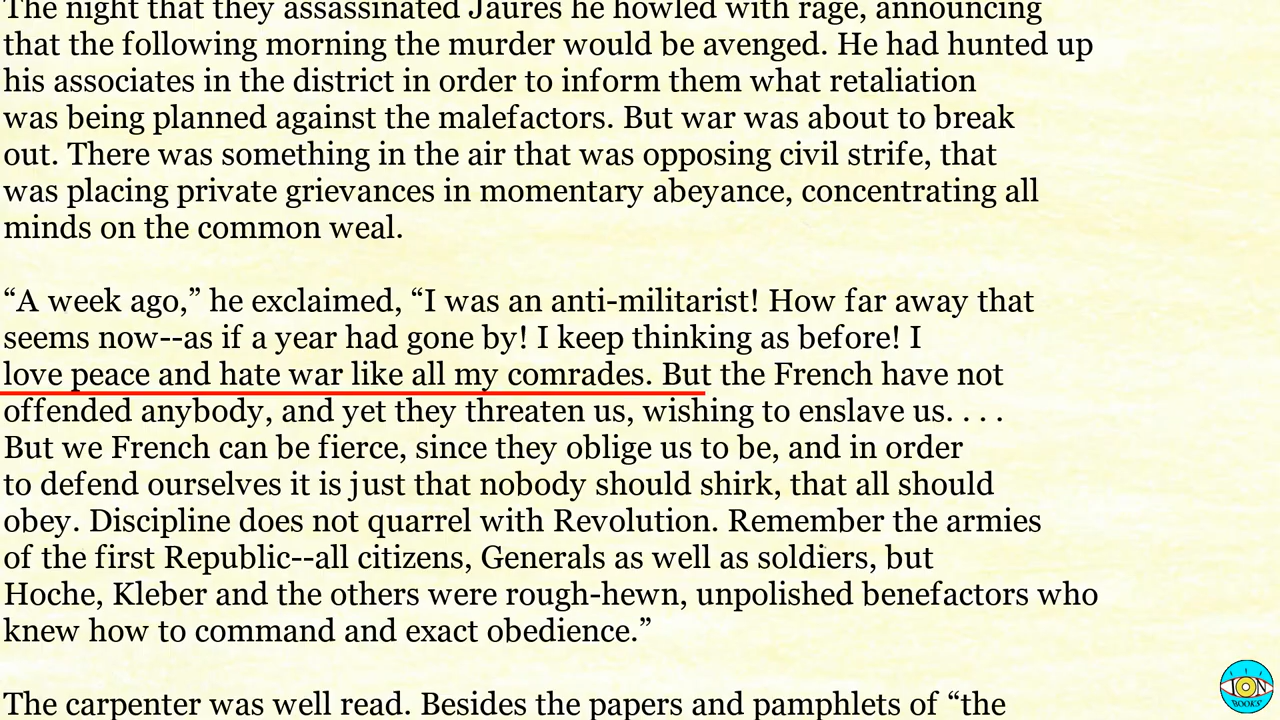 The night that they assassinated Jaures he howled with rage, announcing
that the following morning the murder would be avenged. He had hunted up
his associates in the district in order to inform them what retaliation
was being planned against the malefactors. But war was about to break
out. There was something in the air that was opposing civil strife, that
was placing private grievances in momentary abeyance, concentrating all
minds on the common weal.
“A week ago,” he exclaimed, “I was an anti-militarist! How far away that
seems now--as if a year had gone by! I keep thinking as before! I
love peace and hate war like all my comrades. But the French have not
offended anybody, and yet they threaten us, wishing to enslave us. . . .
But we French can be fierce, since they oblige us to be, and in order
to defend ourselves it is just that nobody should shirk, that all should
obey. Discipline does not quarrel with Revolution. Remember the armies
of the first Republic--all citizens, Generals as well as soldiers, but
Hoche, Kleber and the others were rough-hewn, unpolished benefactors who
knew how to command and exact obedience.”
The carpenter was well read. Besides the papers and pamphlets of “the
ION
BOOKS